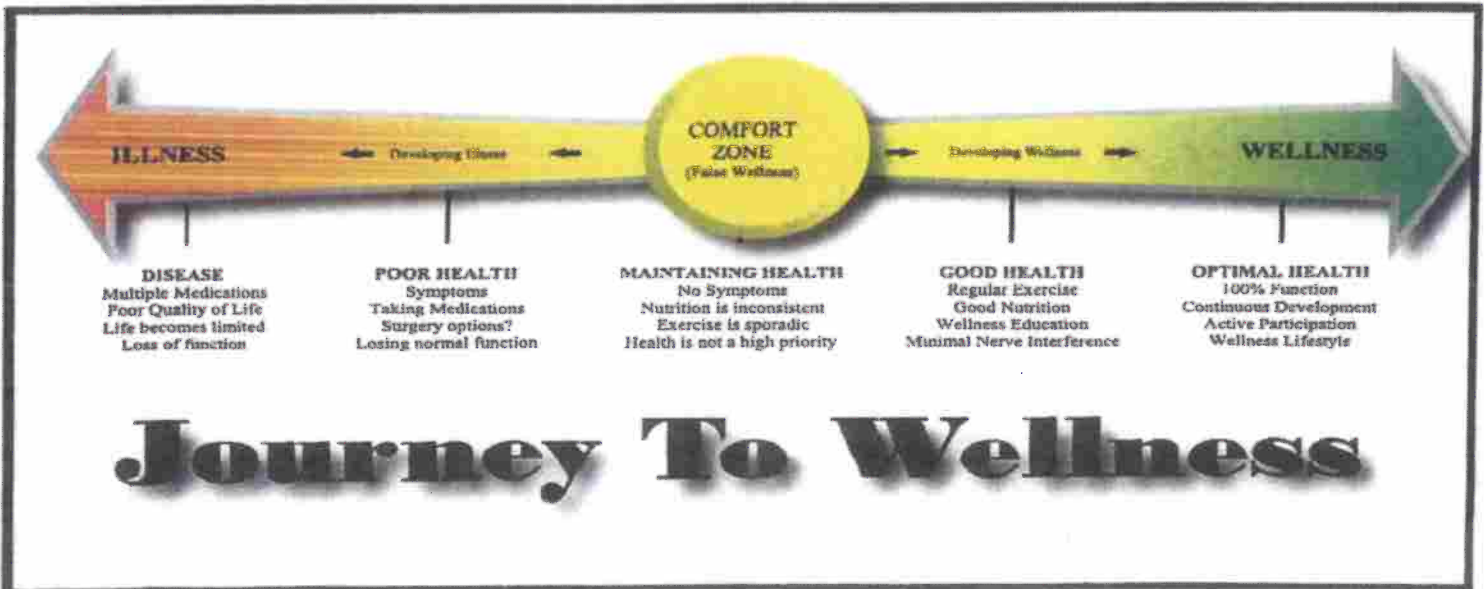 ILLNESS
Developing Illness
COMFORT
ZONE
(False Wellness)
Developing Wellness
WELLNESS
DISEASE
Multiple Medications
Poor Quality of Life
Life becomes limited
Loss of function
POOR HEALTH
Symptoms
Taking Medications
Surgery options?
Losing normal function
MAINTAINING HEALTH
No Symptoms
Nutrition is inconsistent
Exercise is sporadic
Health is not a high priority
GOOD HEALTH
Regular Exercise
Good Nutrition
Wellness Education
Minimal Nerve Interference
OPTIMAL HEALTH
100% Function
Continuous Development
Active Participation
Wellness Lifestyle
Journey To Wellness